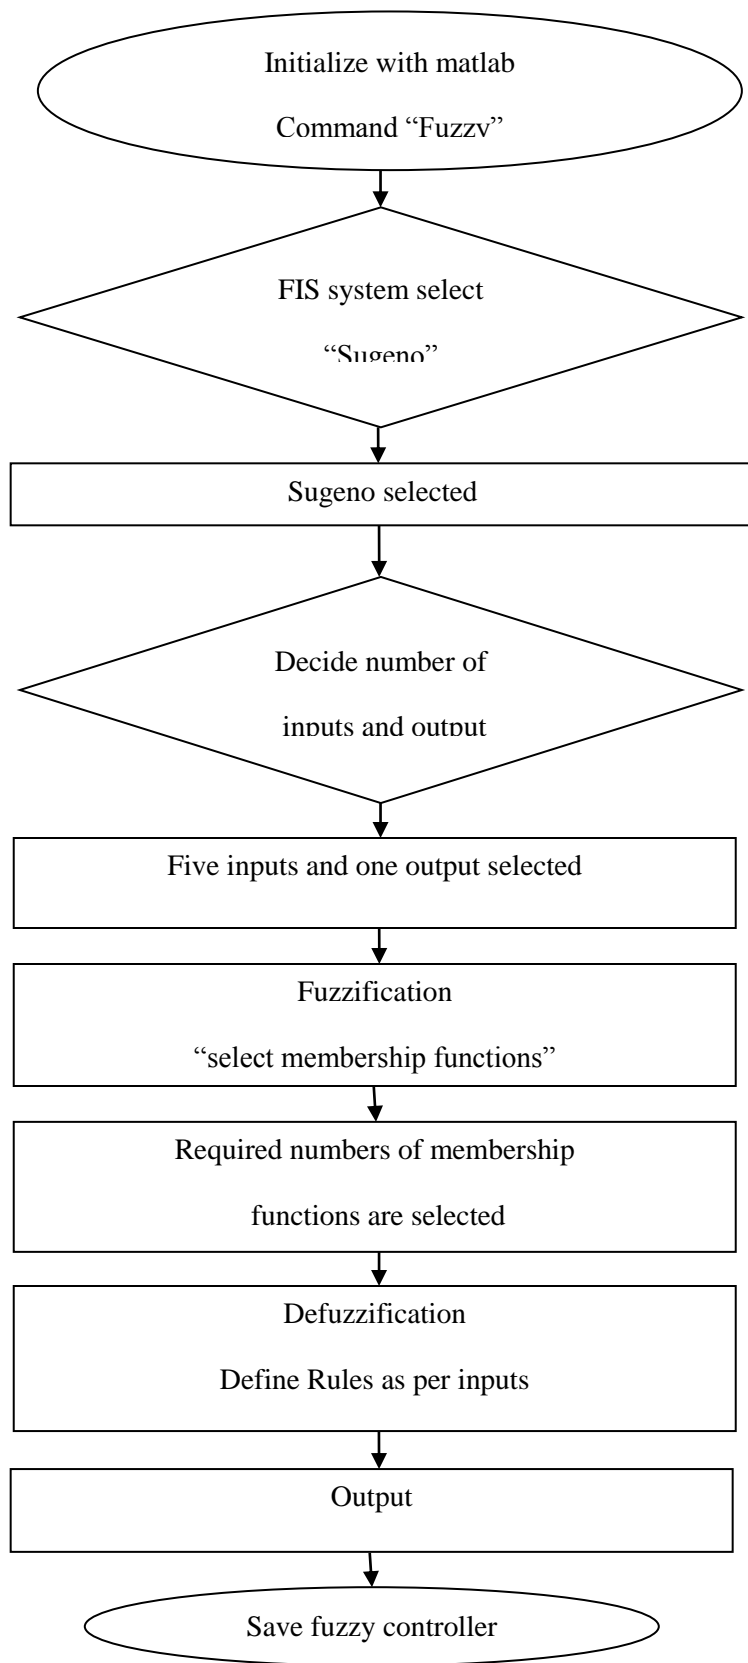 Initialize with matlab
Command “Fuzzy”
FIS system select
“Sugeno”
Sugeno selected
Decide number of
inputs and output
Five inputs and one output selected
Fuzzification
“select membership functions”
Required numbers of membership
functions are selected
Defuzzification
Define Rules as per inputs
Output
Save fuzzy controller